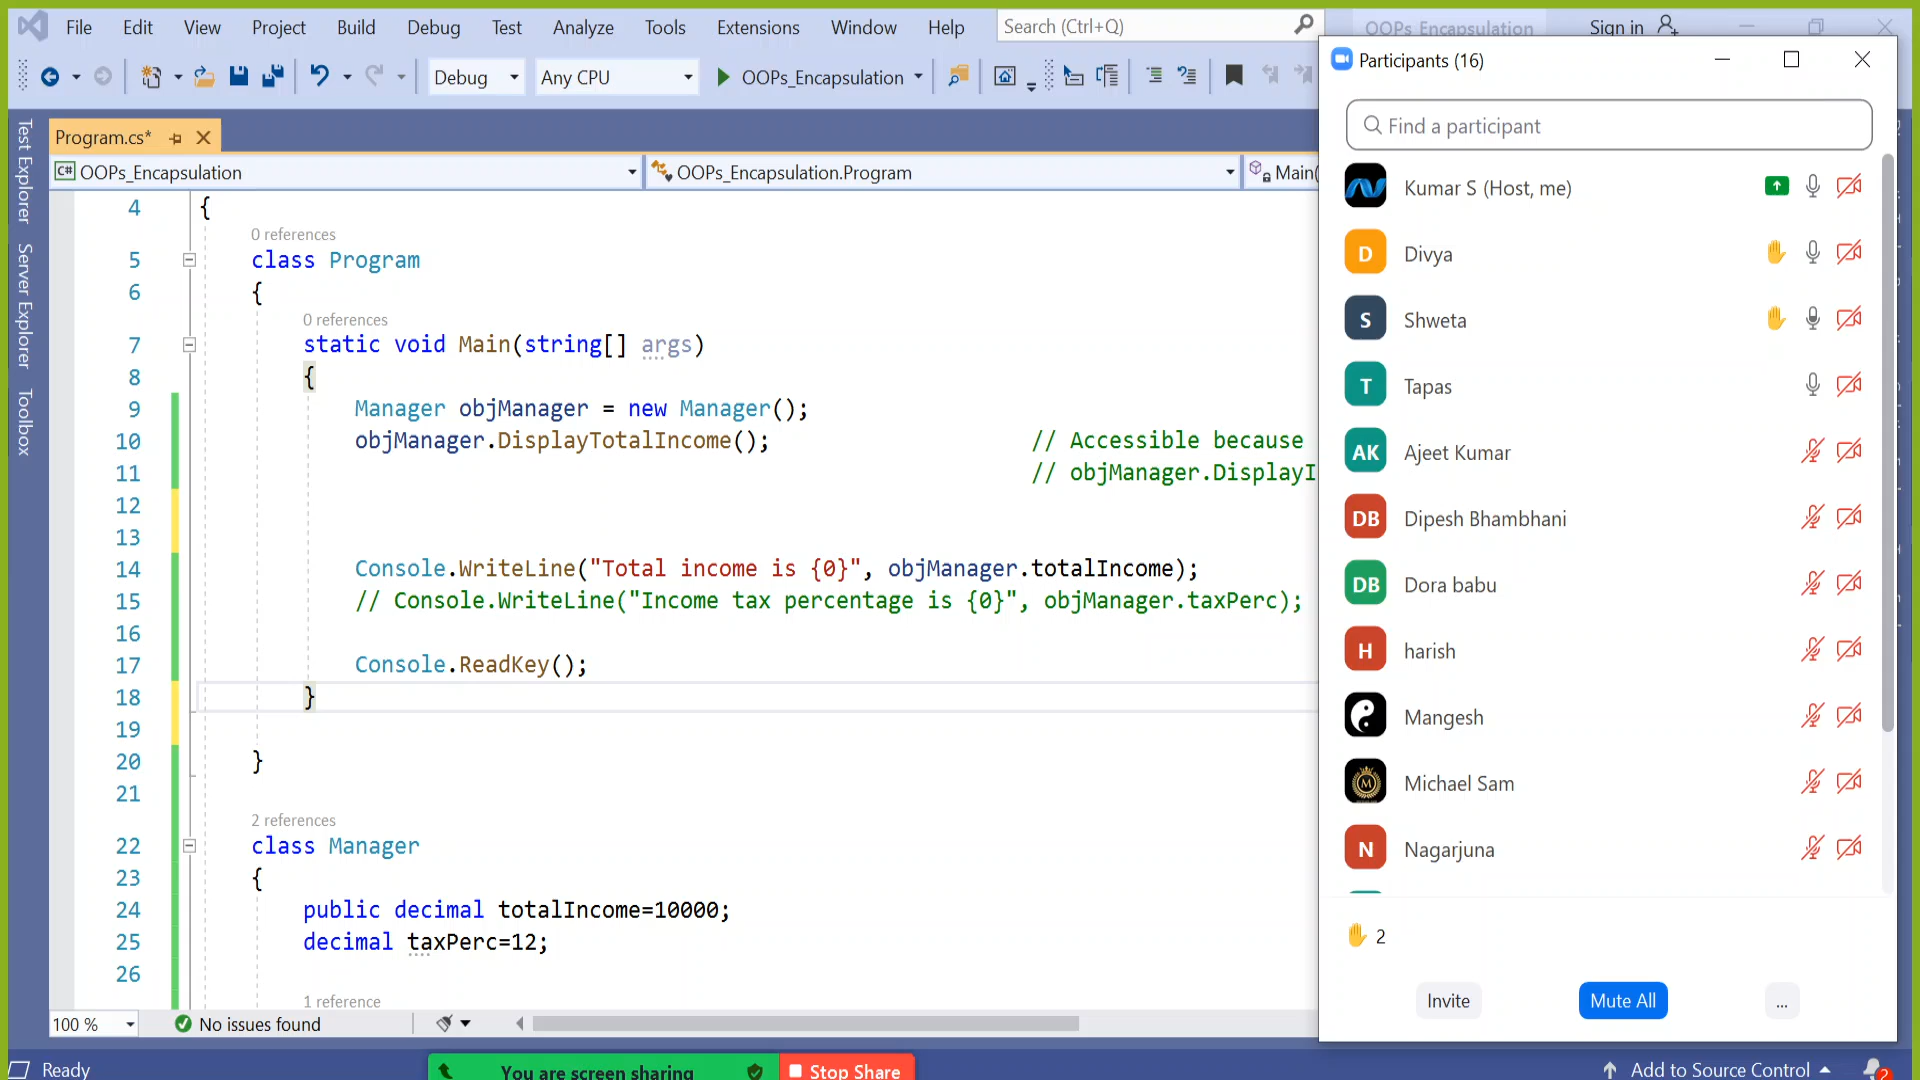 File Edit View Project Build Debug Test Analyze Tools Extensions Window Help Search (Ctrl+Q) OOPs_Encapsulation Sign in
Debug Any CPU OOPs_Encapsulation
Test Explorer
Server Explorer
Toolbox
Program.cs*
C# OOPs_Encapsulation OOPs_Encapsulation.Program Main(
4 {
0 references
5 class Program
6 {
0 references
7 static void Main(string[] args)
8 {
9 Manager objManager = new Manager();
10 objManager.DisplayTotalIncome(); // Accessible because
11 // objManager.DisplayI
12
13
14 Console.WriteLine("Total income is {0}", objManager.totalIncome);
15 // Console.WriteLine("Income tax percentage is {0}", objManager.taxPerc);
16
17 Console.ReadKey();
18 }
19
20 }
21
2 references
22 class Manager
23 {
24 public decimal totalIncome=10000;
25 decimal taxPerc=12;
26
1 reference
100 % No issues found
Ready
You are screen sharing Stop Share
Add to Source Control 2
Participants (16)
Find a participant
Kumar S (Host, me)
D Divya
S Shweta
T Tapas
AK Ajeet Kumar
DB Dipesh Bhambhani
DB Dora babu
H harish
Mangesh
M Michael Sam
N Nagarjuna
2
Invite Mute All ...